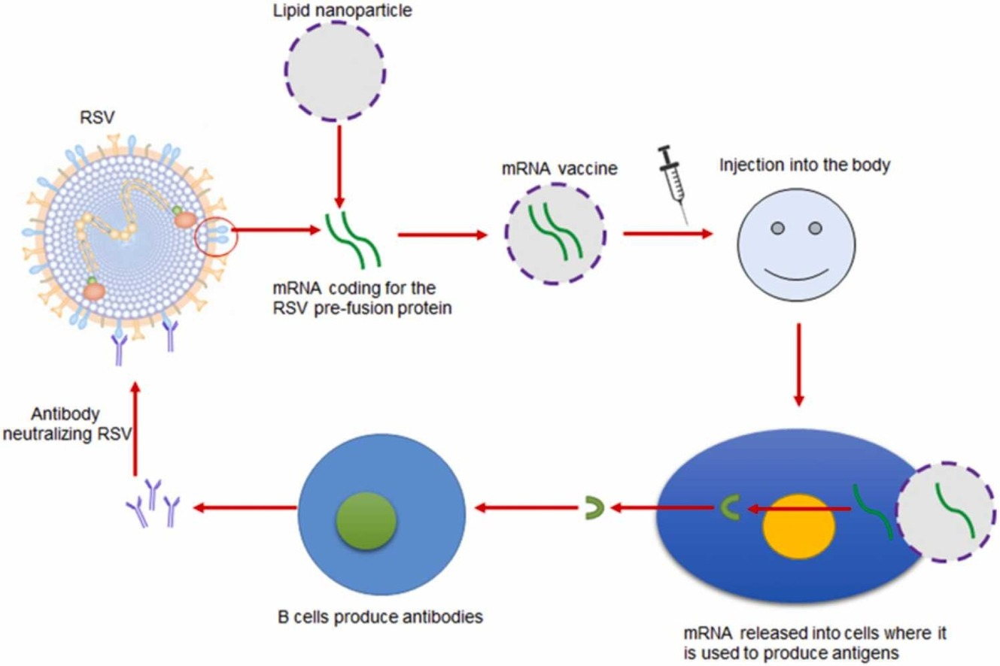 Lipid nanoparticle
RSV
mRNA vaccine
Injection into the body
mRNA coding for the
RSV pre-fusion protein
Antibody
neutralizing RSV
B cells produce antibodies
mRNA released into cells where it
is used to produce antigens